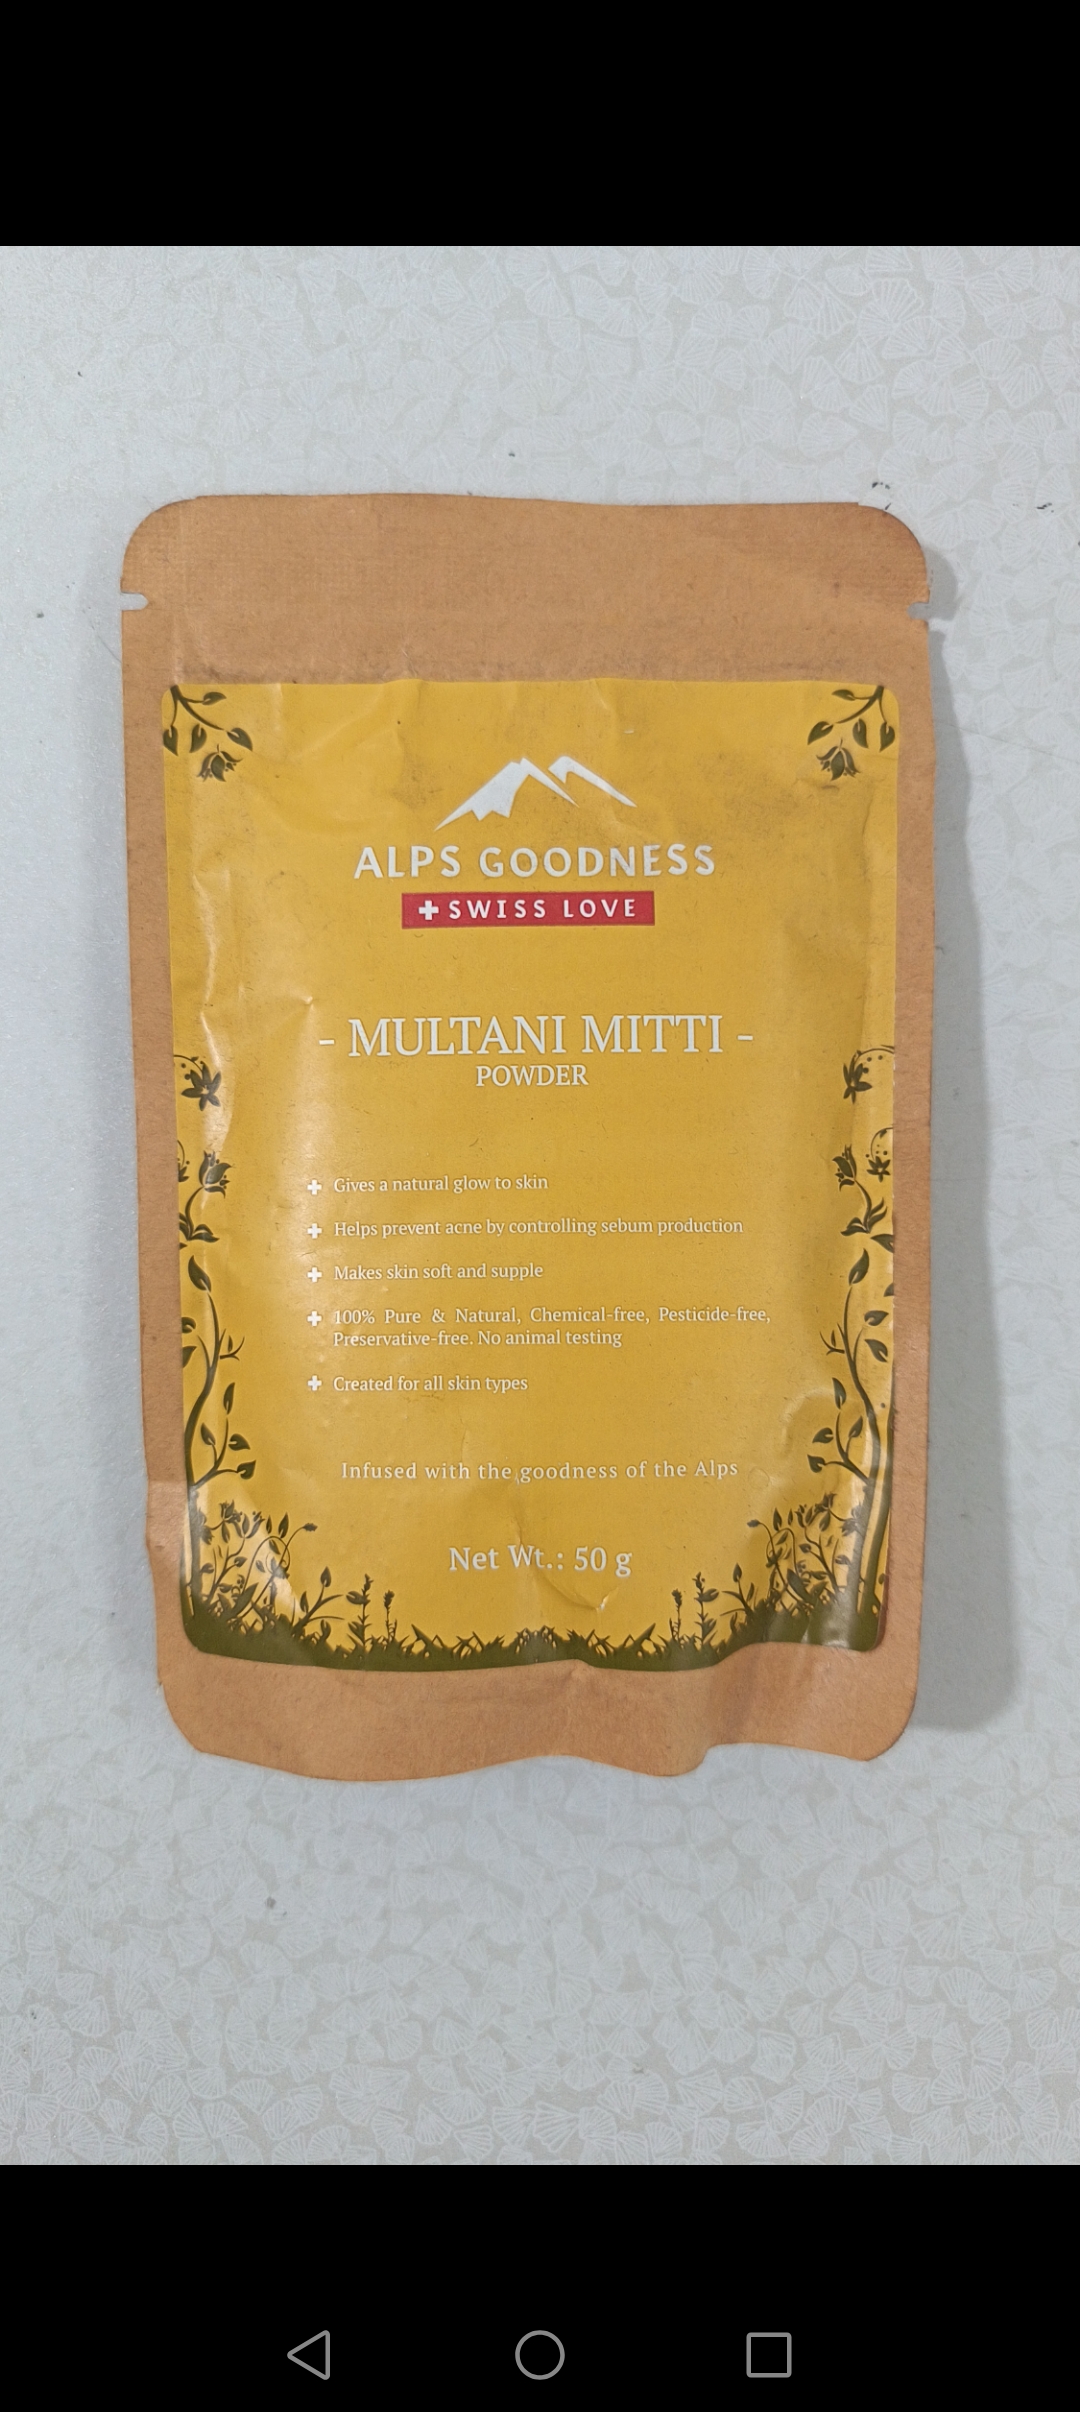 ALPS GOODNESS
SWISS LOVE
- MULTANI MITTI -
POWDER
Gives a natural glow to skin
Helps prevent acne by controlling sebum production
Makes skin soft and supple
100% Pure & Natural, Chemical-free, Pesticide-free,
Preservative-free. No animal testing
Created for all skin types
Infused with the goodness of the Alps
Net Wt.: 50 g